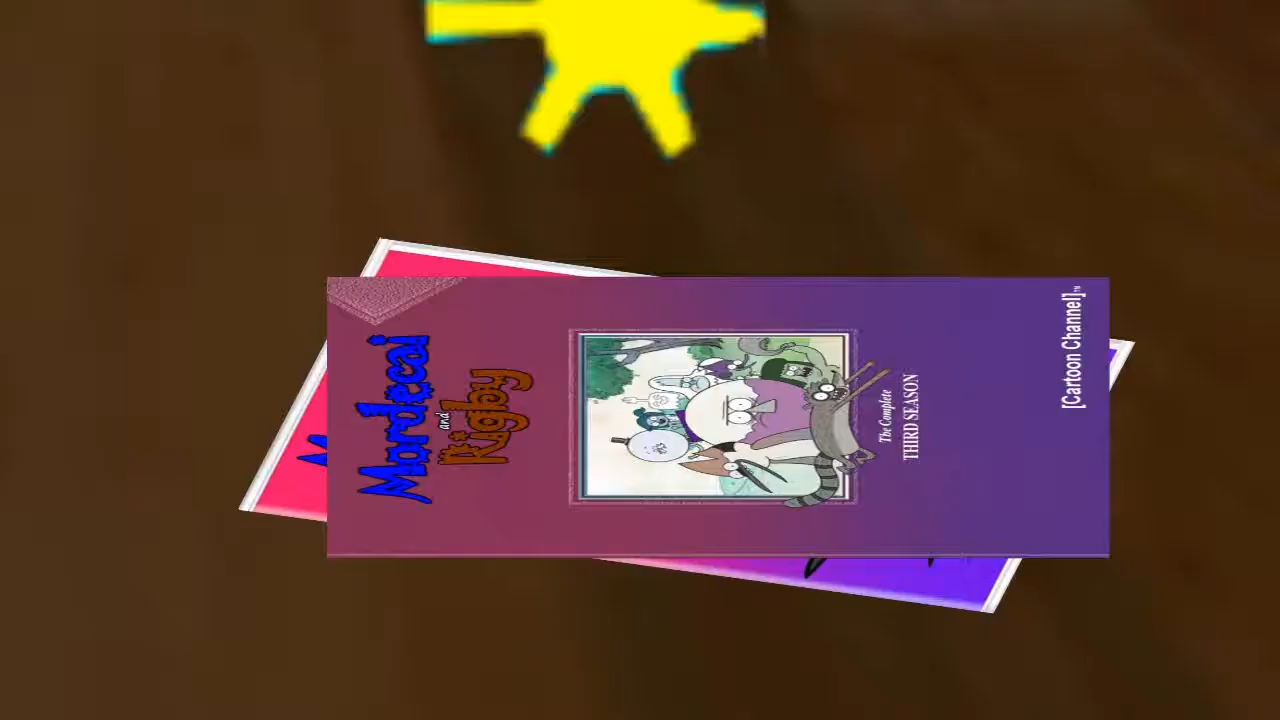 Mordecai
and
Rigby
The Complete
THIRD SEASON
[Cartoon Channel]™